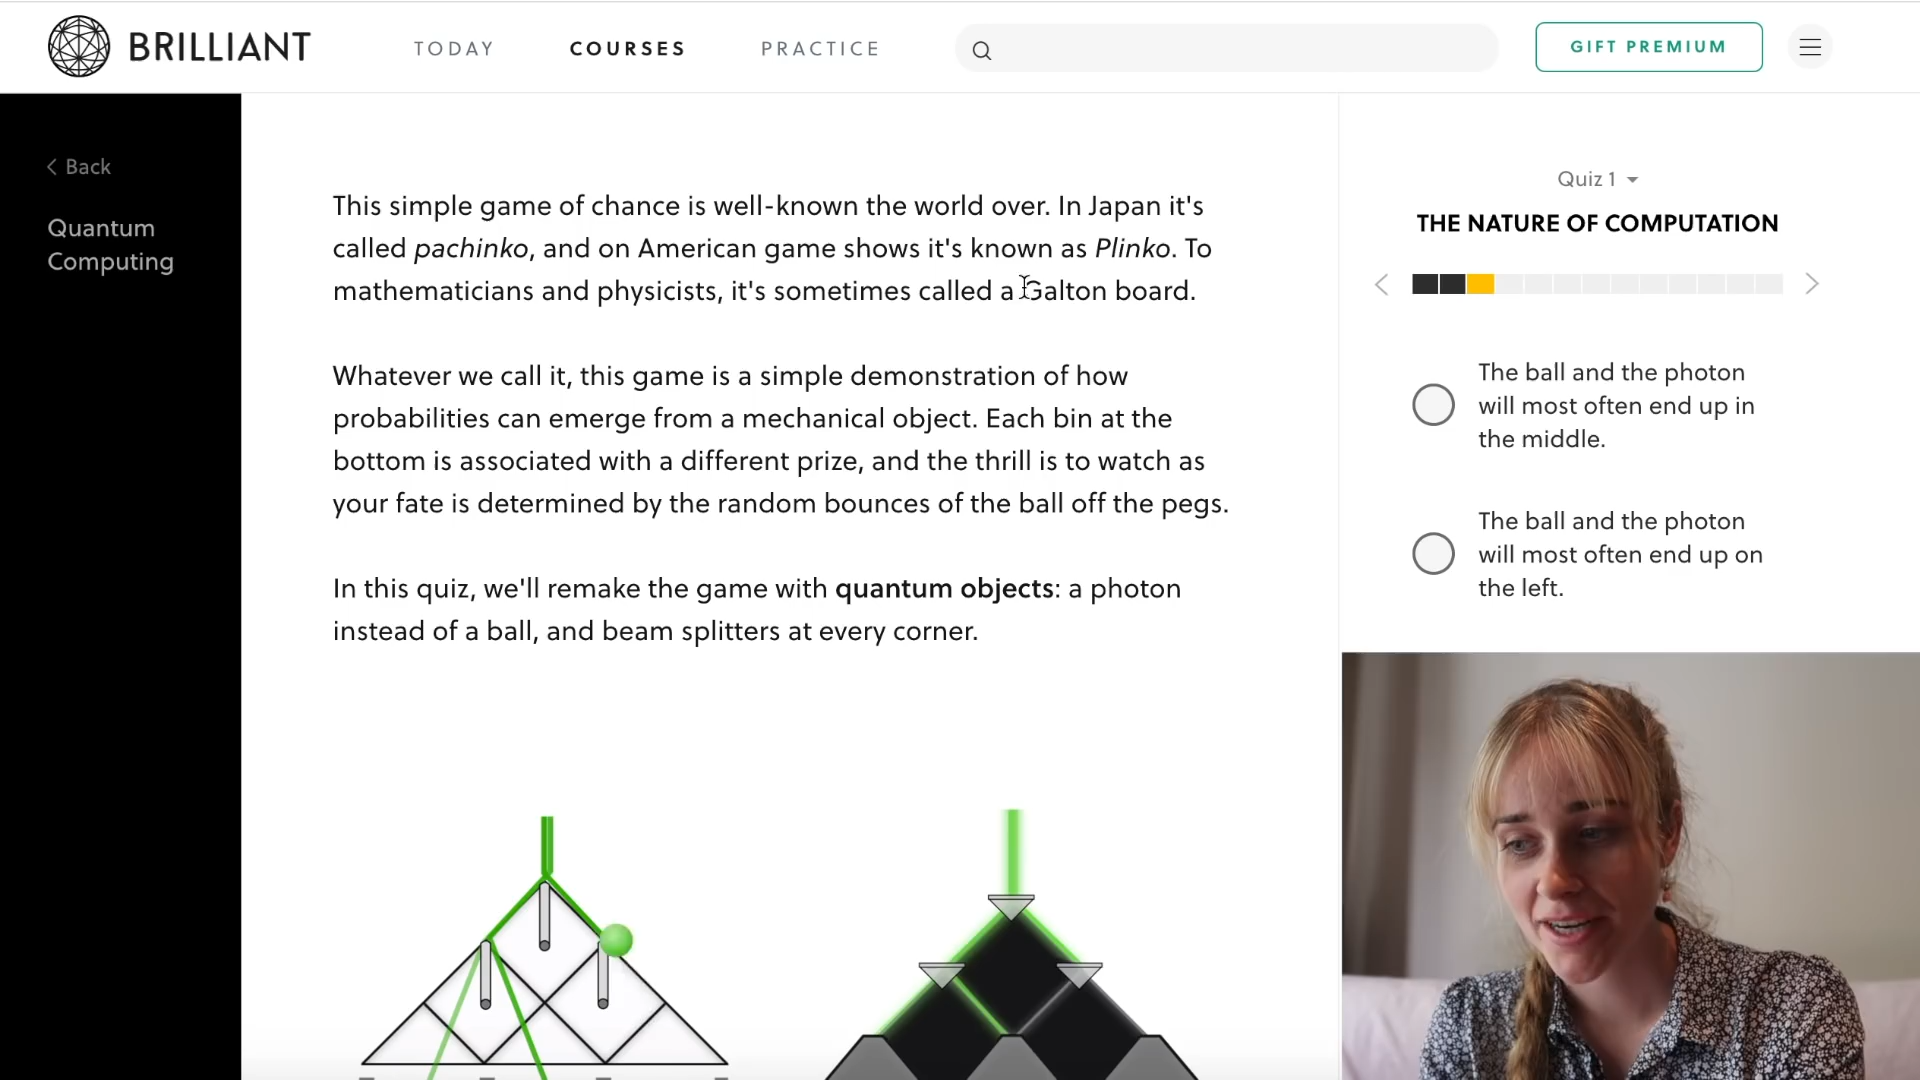 BRILLIANT
TODAY
COURSES
PRACTICE
GIFT PREMIUM
Back
Quantum
Computing
This simple game of chance is well-known the world over. In Japan it's
called pachinko, and on American game shows it's known as Plinko. To
mathematicians and physicists, it's sometimes called a Galton board.
Whatever we call it, this game is a simple demonstration of how
probabilities can emerge from a mechanical object. Each bin at the
bottom is associated with a different prize, and the thrill is to watch as
your fate is determined by the random bounces of the ball off the pegs.
In this quiz, we'll remake the game with quantum objects: a photon
instead of a ball, and beam splitters at every corner.
Quiz 1
THE NATURE OF COMPUTATION
The ball and the photon
will most often end up in
the middle.
The ball and the photon
will most often end up on
the left.